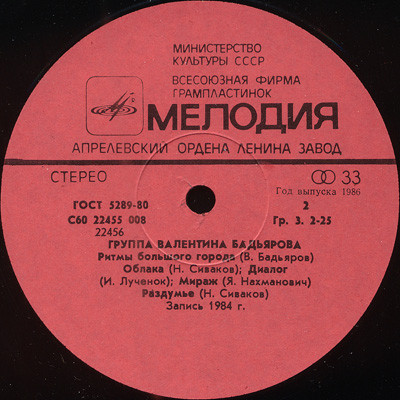 МИНИСТЕРСТВО
КУЛЬТУРЫ СССР
ВСЕСОЮЗНАЯ ФИРМА
ГРАМПЛАСТИНОК
МЕЛОДИЯ
АПРЕЛЕВСКИЙ ОРДЕНА ЛЕНИНА ЗАВОД
СТЕРЕО 33
Год выпуска 1986
ГОСТ 5289-80 2
С60 22455 008 Гр. 3. 2-25
22456
ГРУППА ВАЛЕНТИНА БАДЬЯРОВА
Ритмы большого города (В. Бадьяров)
Облака (Н. Сиваков); Диалог
(И. Лученок); Мираж (Я. Нахманович)
Раздумье (Н. Сиваков)
Запись 1984 г.